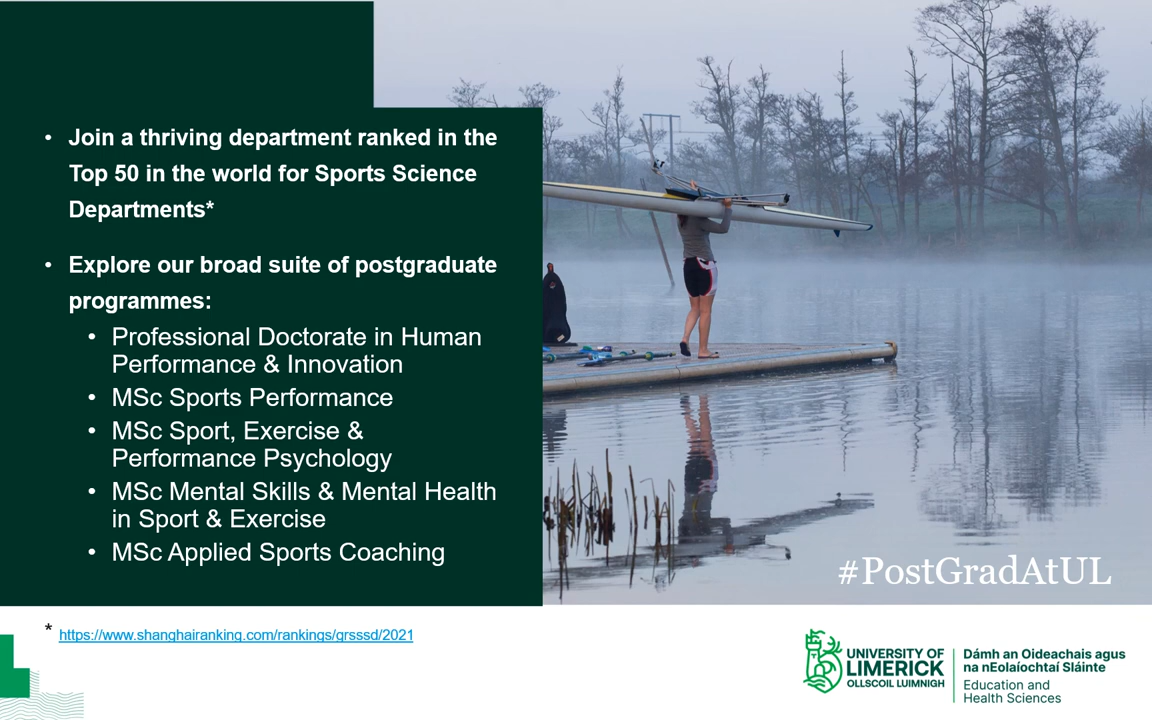 • Join a thriving department ranked in the
Top 50 in the world for Sports Science
Departments*
• Explore our broad suite of postgraduate
programmes:
• Professional Doctorate in Human
Performance & Innovation
• MSc Sports Performance
• MSc Sport, Exercise &
Performance Psychology
• MSc Mental Skills & Mental Health
in Sport & Exercise
• MSc Applied Sports Coaching
#PostGradAtUL
* https://www.shanghairanking.com/rankings/grsssd/2021
UNIVERSITY OF
LIMERICK
OLLSCOIL LUIMNIGH
Dámh an Oideachais agus
na nEolaíochtaí Sláinte
Education and
Health Sciences